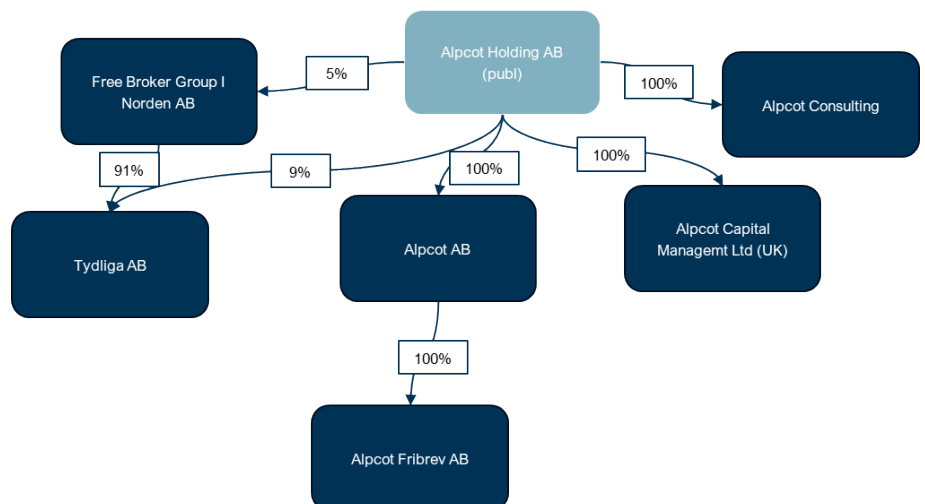 Alpcot Holding AB
(publ)
5%
Free Broker Group I
Norden AB
100%
Alpcot Consulting
91%
9%
100%
100%
Tydliga AB
Alpcot AB
Alpcot Capital
Managemt Ltd (UK)
100%
Alpcot Fribrev AB